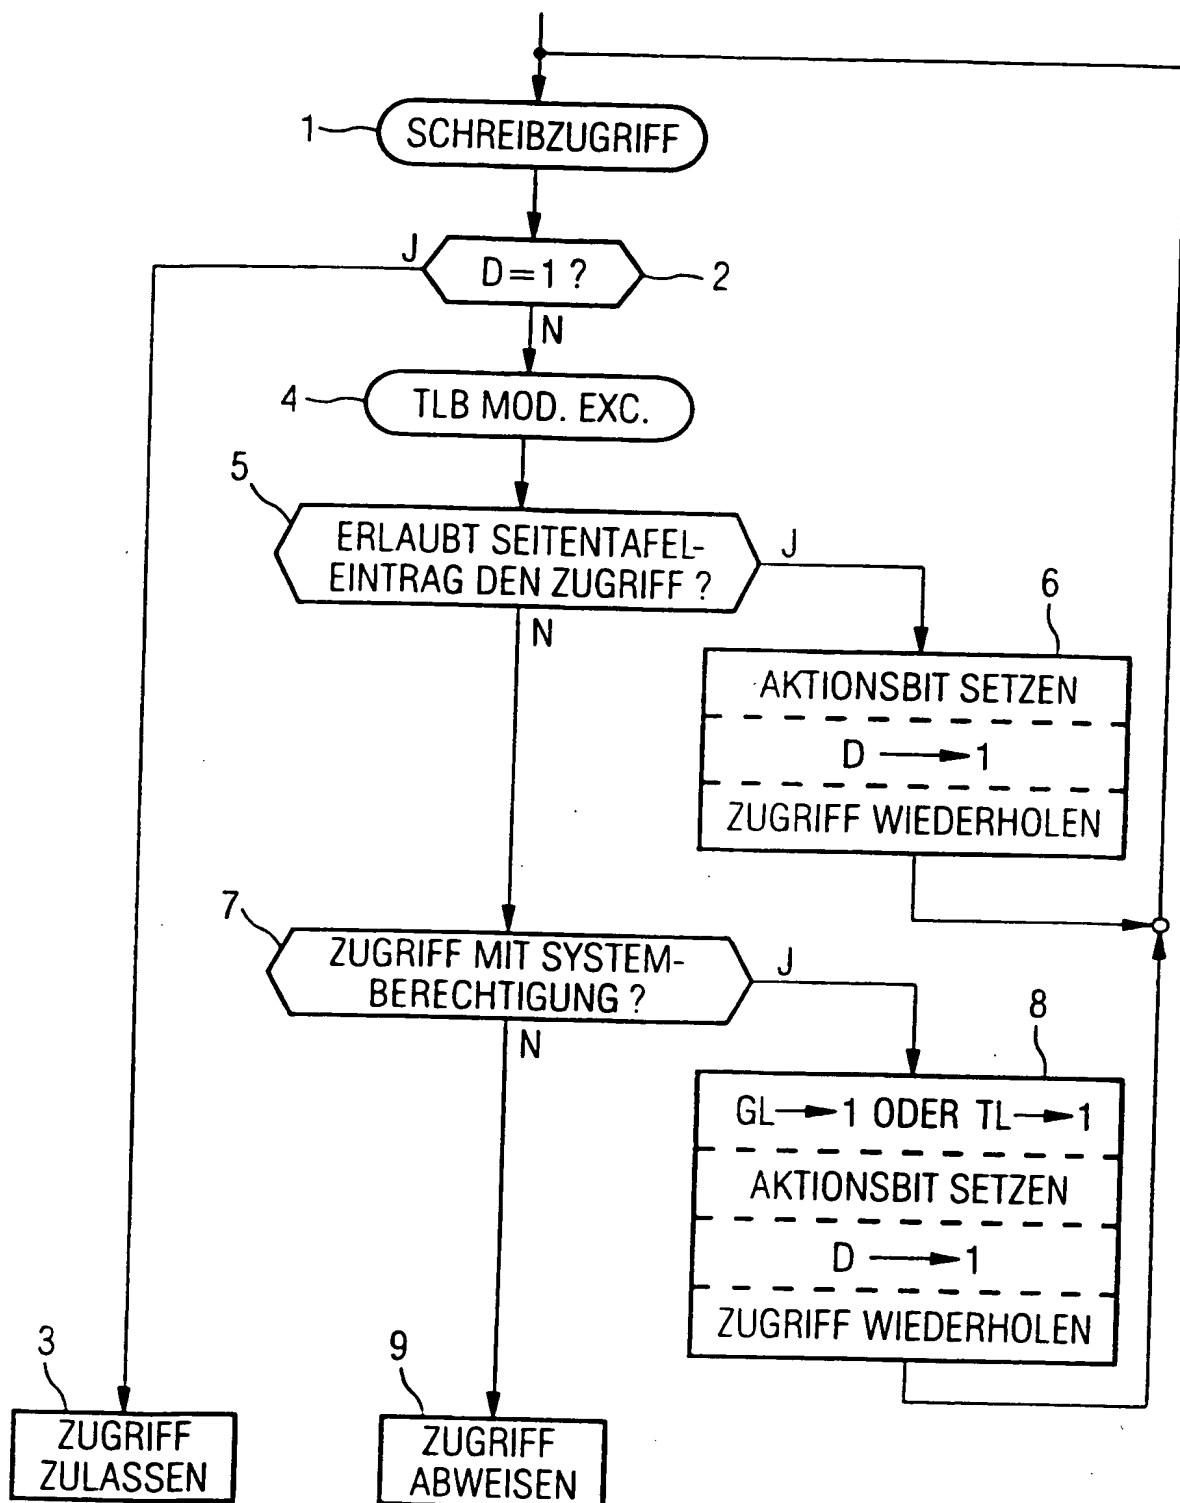 1
SCHREIBZUGRIFF
J
D=1 ?
2
N
4
TLB MOD. EXC.
5
ERLAUBT SEITENTAFEL-
EINTRAG DEN ZUGRIFF ?
J
N
6
AKTIONSBIT SETZEN
D → 1
ZUGRIFF WIEDERHOLEN
7
ZUGRIFF MIT SYSTEM-
BERECHTIGUNG ?
J
N
8
GL → 1 ODER TL → 1
AKTIONSBIT SETZEN
D → 1
ZUGRIFF WIEDERHOLEN
3
ZUGRIFF
ZULASSEN
9
ZUGRIFF
ABWEISEN